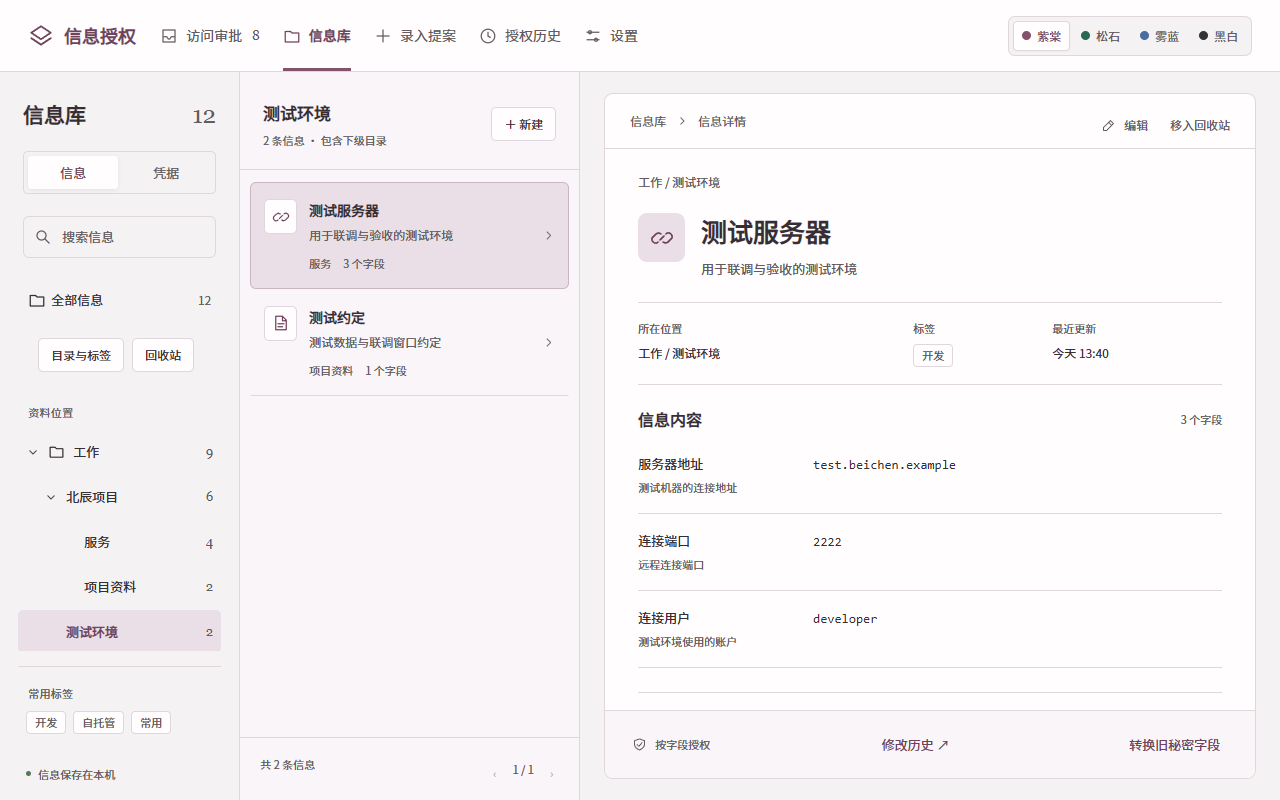 信息授权
访问审批 8
信息库
录入提案
授权历史
设置
紫棠
松石
雾蓝
黑白
信息库 12
信息
凭据
搜索信息
全部信息 12
目录与标签
回收站
资料位置
工作 9
北辰项目 6
服务 4
项目资料 2
测试环境 2
常用标签
开发
自托管
常用
信息保存在本机
测试环境
2 条信息 · 包含下级目录
+ 新建
测试服务器
用于联调与验收的测试环境
服务 3 个字段
测试约定
测试数据与联调窗口约定
项目资料 1 个字段
共 2 条信息
‹ 1 / 1 ›
信息库 > 信息详情
编辑
移入回收站
工作 / 测试环境
测试服务器
用于联调与验收的测试环境
所在位置
工作 / 测试环境
标签
开发
最近更新
今天 13:40
信息内容
3 个字段
服务器地址
测试机器的连接地址
test.beichen.example
连接端口
远程连接端口
2222
连接用户
测试环境使用的账户
developer
按字段授权
修改历史 ↗
转换旧秘密字段